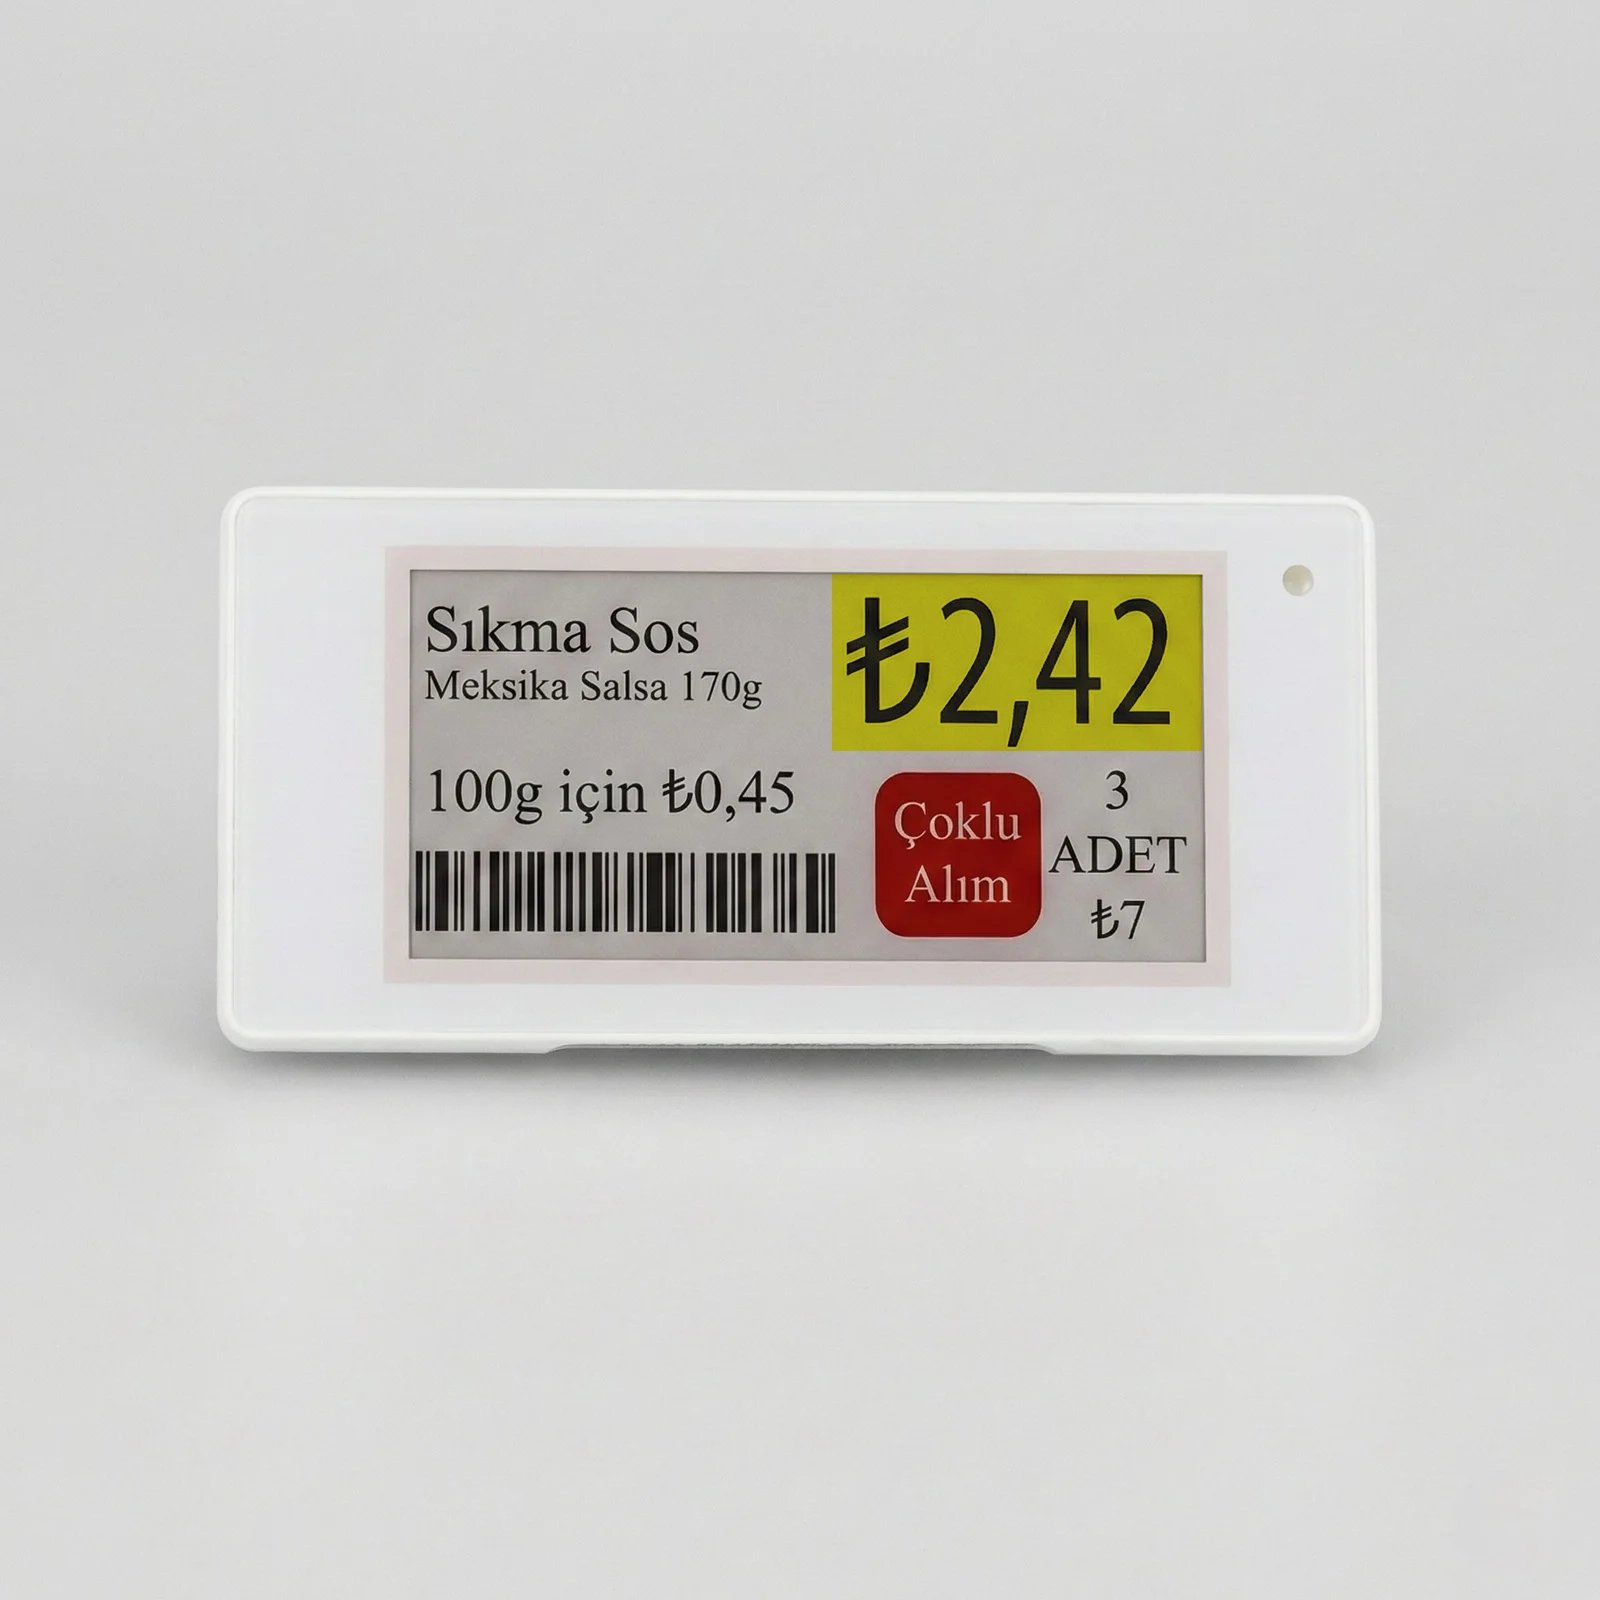 Sıkma Sos
Meksika Salsa 170g
₺2,42
100g için ₺0,45
Çoklu
Alım
3
ADET
₺7